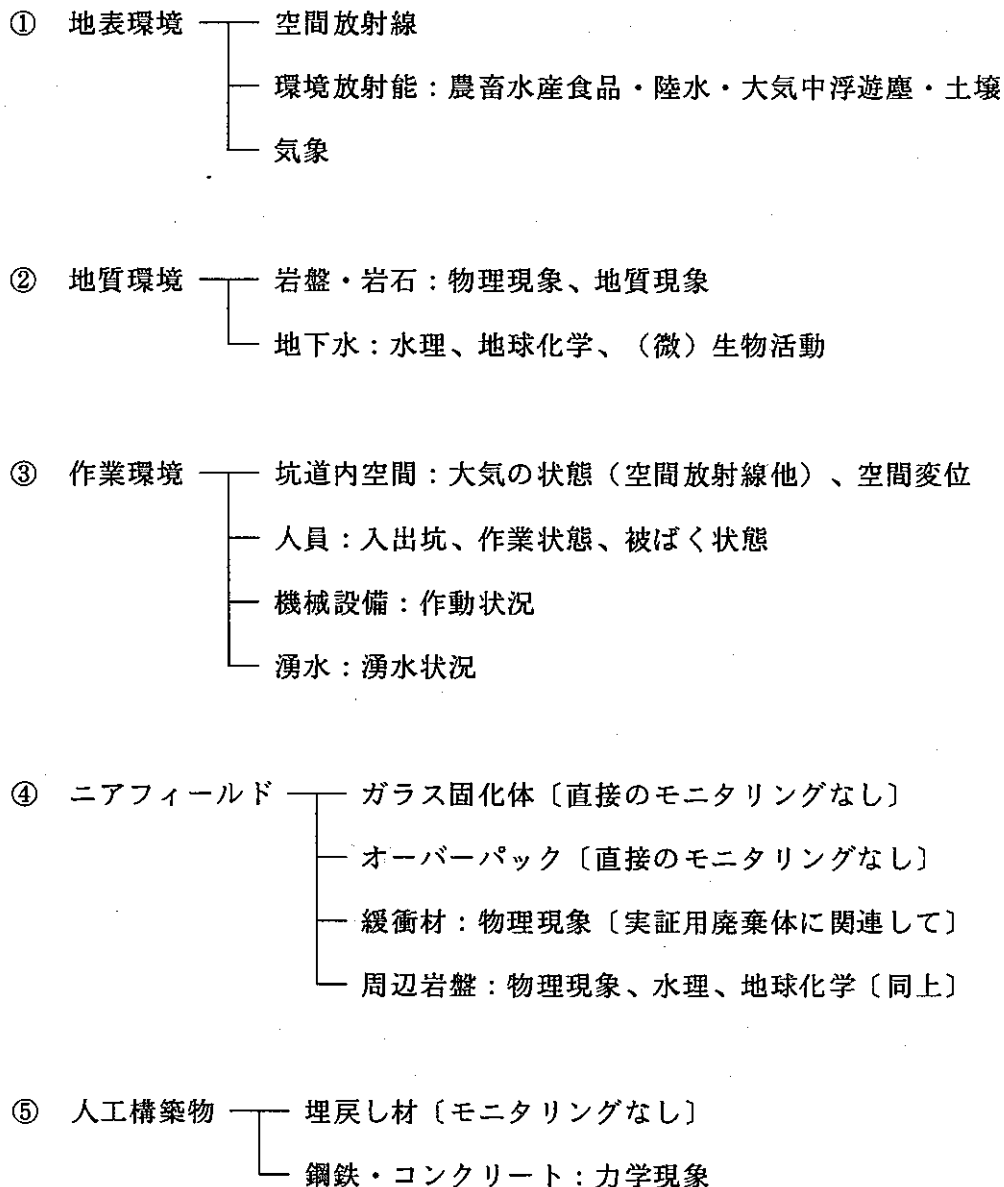 ① 地表環境 空間放射線
環境放射能：農畜水産食品・陸水・大気中浮遊塵・土壌
気象
② 地質環境 岩盤・岩石：物理現象、地質現象
地下水：水理、地球化学、（微）生物活動
③ 作業環境 坑道内空間：大気の状態（空間放射線他）、空間変位
人員：入出坑、作業状態、被ばく状態
機械設備：作動状況
湧水：湧水状況
④ ニアフィールド ガラス固化体〔直接のモニタリングなし〕
オーバーパック〔直接のモニタリングなし〕
緩衝材：物理現象〔実証用廃棄体に関連して〕
周辺岩盤：物理現象、水理、地球化学〔同上〕
⑤ 人工構築物 埋戻し材〔モニタリングなし〕
鋼鉄・コンクリート：力学現象